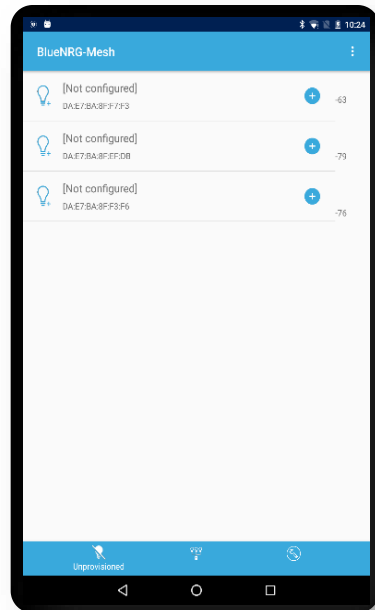 10:24
BlueNRG-Mesh
[Not configured]
DA:E7:BA:8F:F7:F3
-63
[Not configured]
DA:E7:BA:8F:EF:DB
-79
[Not configured]
DA:E7:BA:8F:F3:F6
-76
Unprovisioned